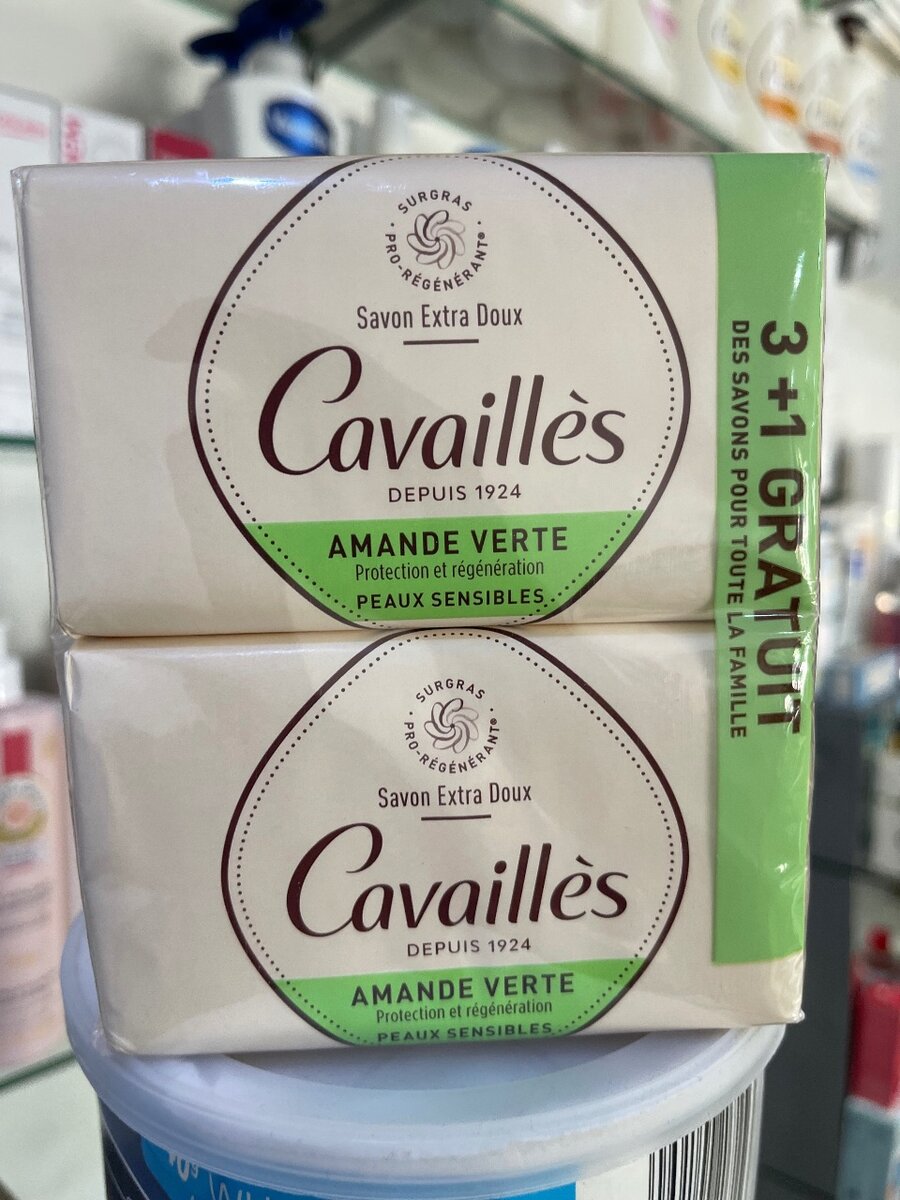 SURGRAS
PRO-RÉGÉNÉRANT®
Savon Extra Doux
Cavaillès
DEPUIS 1924
AMANDE VERTE
Protection et régénération
PEAUX SENSIBLES
3 +1 GRATUIT
DES SAVONS POUR TOUTE LA FAMILLE
SURGRAS
PRO-RÉGÉNÉRANT®
Savon Extra Doux
Cavaillès
DEPUIS 1924
AMANDE VERTE
Protection et régénération
PEAUX SENSIBLES